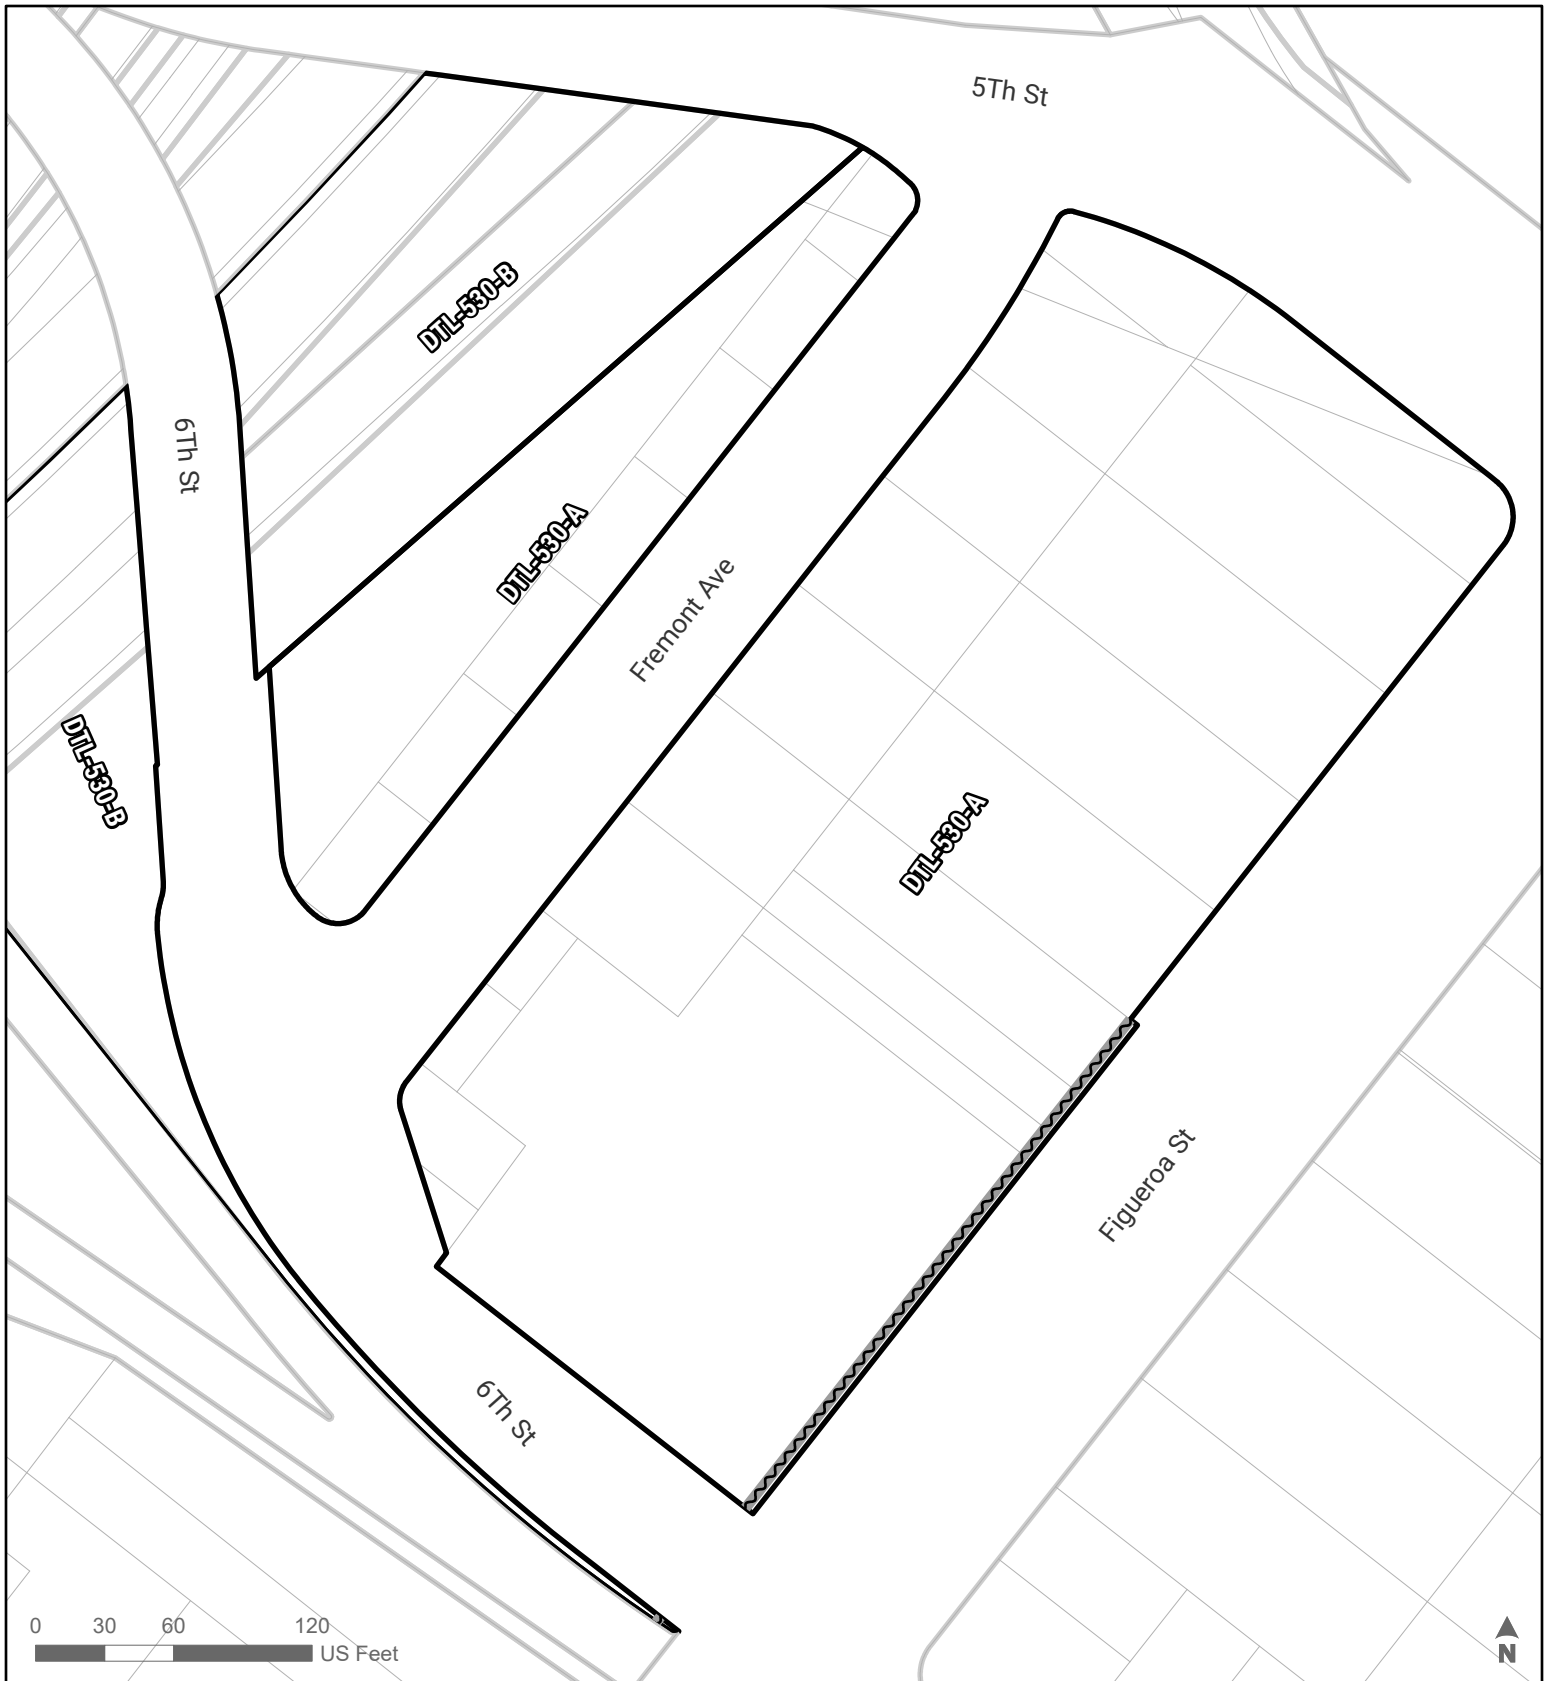 5Th St
DTL-530-B
6Th St
DTL-530-A
Fremont Ave
DTL-530-B
DTL-530-A
Figueroa St
6Th St
0 30 60 120
US Feet
N